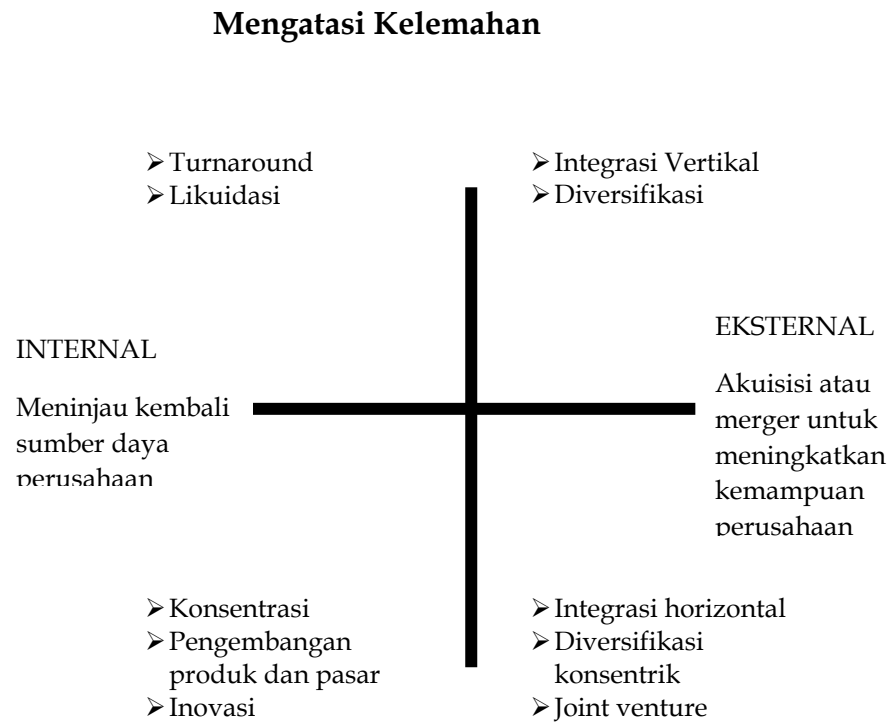 Mengatasi Kelemahan
➢ Turnaround
➢ Likuidasi
➢ Integrasi Vertikal
➢ Diversifikasi
INTERNAL
Meninjau kembali
sumber daya
perusahaan
EKSTERNAL
Akuisisi atau
merger untuk
meningkatkan
kemampuan
perusahaan
➢ Konsentrasi
➢ Pengembangan
produk dan pasar
➢ Inovasi
➢ Integrasi horizontal
➢ Diversifikasi
konsentrik
➢ Joint venture